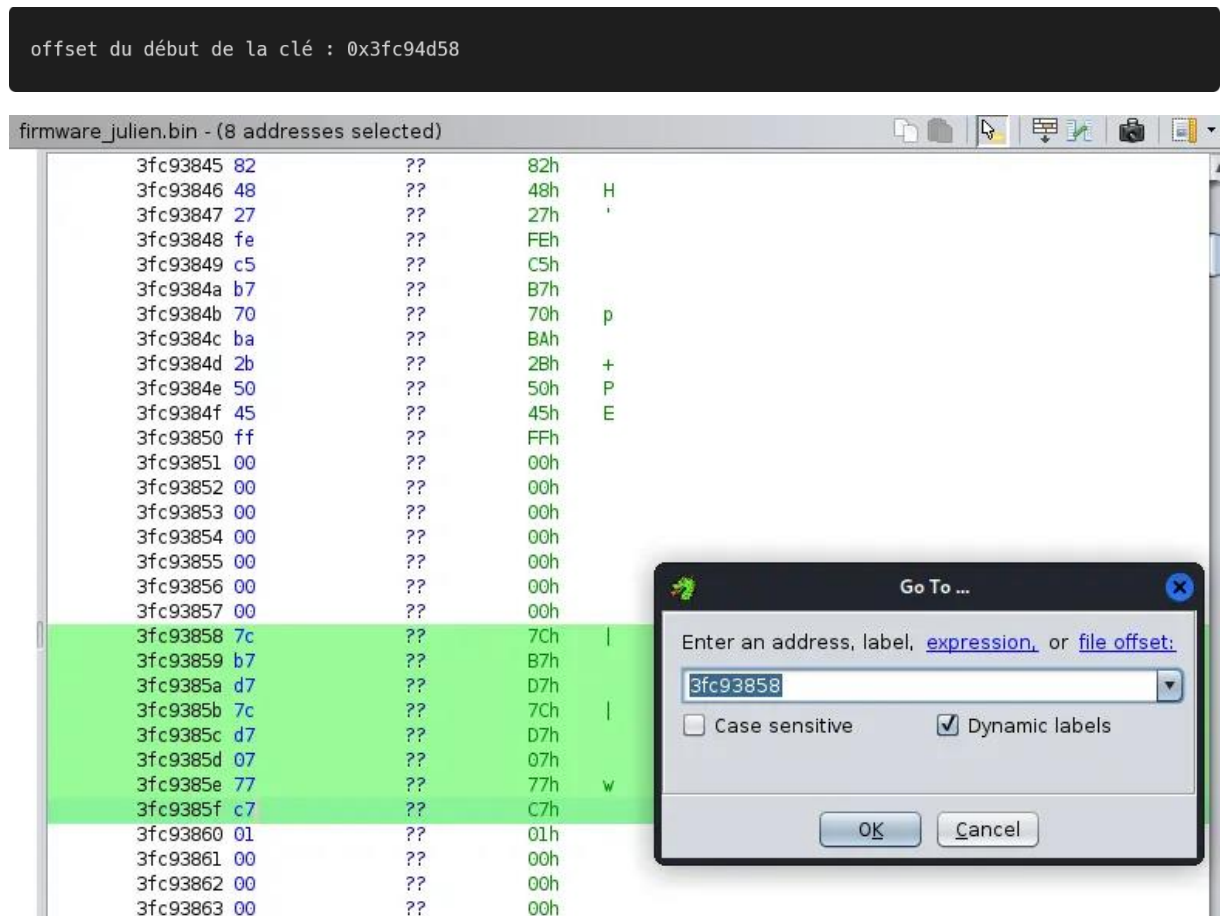 offset du début de la clé : 0x3fc94d58
firmware_julien.bin - (8 addresses selected)
3fc93845 82 ?? 82h
3fc93846 48 ?? 48h H
3fc93847 27 ?? 27h '
3fc93848 fe ?? FEh
3fc93849 c5 ?? C5h
3fc9384a b7 ?? B7h
3fc9384b 70 ?? 70h p
3fc9384c ba ?? BAh
3fc9384d 2b ?? 2Bh +
3fc9384e 50 ?? 50h P
3fc9384f 45 ?? 45h E
3fc93850 ff ?? FFh
3fc93851 00 ?? 00h
3fc93852 00 ?? 00h
3fc93853 00 ?? 00h
3fc93854 00 ?? 00h
3fc93855 00 ?? 00h
3fc93856 00 ?? 00h
3fc93857 00 ?? 00h
3fc93858 7c ?? 7Ch |
3fc93859 b7 ?? B7h
3fc9385a d7 ?? D7h
3fc9385b 7c ?? 7Ch |
3fc9385c d7 ?? D7h
3fc9385d 07 ?? 07h
3fc9385e 77 ?? 77h w
3fc9385f c7 ?? C7h
3fc93860 01 ?? 01h
3fc93861 00 ?? 00h
3fc93862 00 ?? 00h
3fc93863 00 ?? 00h
Go To ...
Enter an address, label, expression, or file offset:
3fc93858
Case sensitive Dynamic labels
OK Cancel